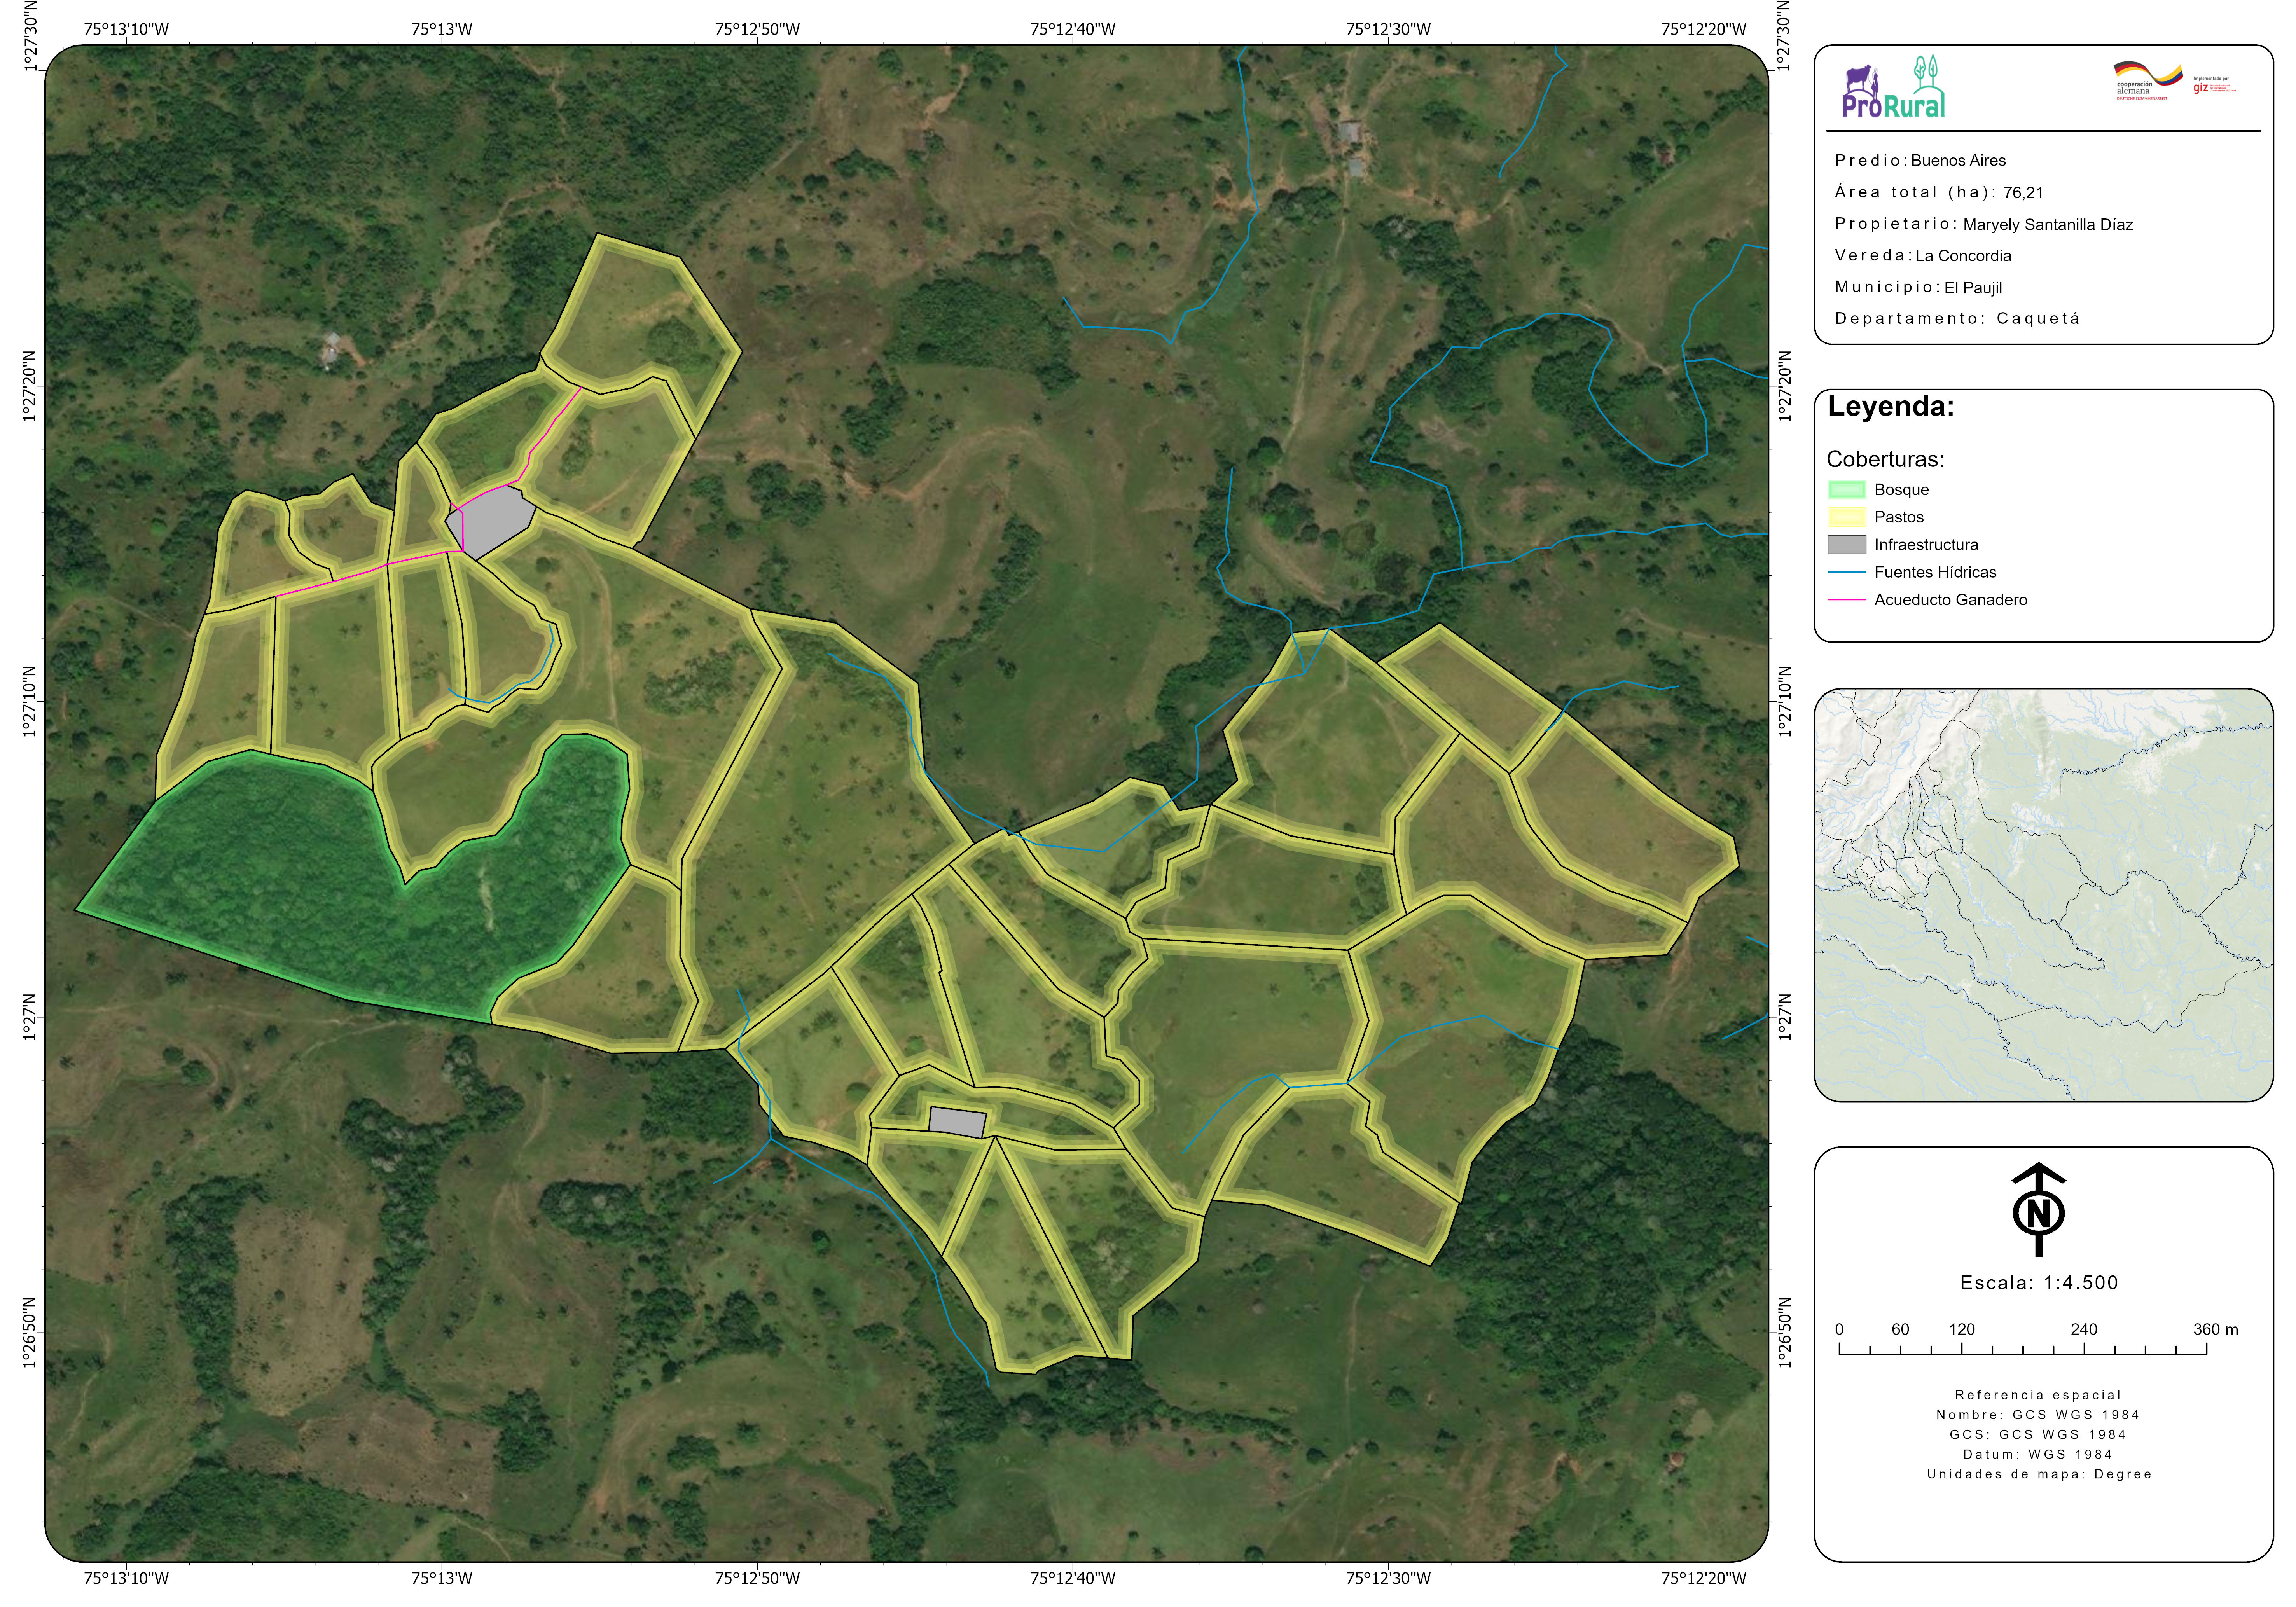 75°13'10"W 75°13'W 75°12'50"W 75°12'40"W 75°12'30"W 75°12'20"W
1°27'30"N
1°27'20"N
1°27'10"N
1°27'N
1°26'50"N
1°27'30"N
1°27'20"N
1°27'10"N
1°27'N
1°26'50"N
75°13'10"W 75°13'W 75°12'50"W 75°12'40"W 75°12'30"W 75°12'20"W
ProRural
cooperación
alemana
DEUTSCHE ZUSAMMENARBEIT
Implementada por
giz
Predio: Buenos Aires
Área total (ha): 76,21
Propietario: Maryely Santanilla Díaz
Vereda: La Concordia
Municipio: El Paujil
Departamento: Caquetá
Leyenda:
Coberturas:
Bosque
Pastos
Infraestructura
Fuentes Hídricas
Acueducto Ganadero
N
Escala: 1:4.500
0 60 120 240 360 m
Referencia espacial
Nombre: GCS WGS 1984
GCS: GCS WGS 1984
Datum: WGS 1984
Unidades de mapa: Degree